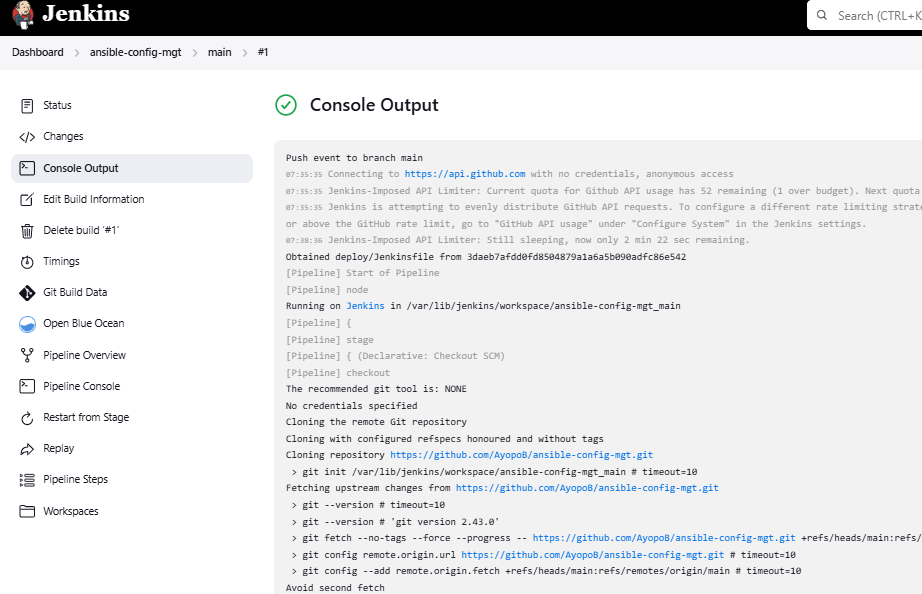 Jenkins
Search (CTRL+K
Dashboard > ansible-config-mgt > main > #1
Status
Changes
Console Output
Edit Build Information
Delete build '#1'
Timings
Git Build Data
Open Blue Ocean
Pipeline Overview
Pipeline Console
Restart from Stage
Replay
Pipeline Steps
Workspaces
Console Output
Push event to branch main
07:35:35 Connecting to https://api.github.com with no credentials, anonymous access
07:35:35 Jenkins-Imposed API Limiter: Current quota for Github API usage has 52 remaining (1 over budget). Next quota
07:35:35 Jenkins is attempting to evenly distribute GitHub API requests. To configure a different rate limiting strate
or above the GitHub rate limit, go to "GitHub API usage" under "Configure System" in the Jenkins settings.
07:38:36 Jenkins-Imposed API Limiter: Still sleeping, now only 2 min 22 sec remaining.
Obtained deploy/Jenkinsfile from 3daeb7afdd0fd8504879a1a6a5b090adfc86e542
[Pipeline] Start of Pipeline
[Pipeline] node
Running on Jenkins in /var/lib/jenkins/workspace/ansible-config-mgt_main
[Pipeline] {
[Pipeline] stage
[Pipeline] { (Declarative: Checkout SCM)
[Pipeline] checkout
The recommended git tool is: NONE
No credentials specified
Cloning the remote Git repository
Cloning with configured refspecs honoured and without tags
Cloning repository https://github.com/AyopoB/ansible-config-mgt.git
> git init /var/lib/jenkins/workspace/ansible-config-mgt_main # timeout=10
Fetching upstream changes from https://github.com/AyopoB/ansible-config-mgt.git
> git --version # timeout=10
> git --version # 'git version 2.43.0'
> git fetch --no-tags --force --progress -- https://github.com/AyopoB/ansible-config-mgt.git +refs/heads/main:refs/
> git config remote.origin.url https://github.com/AyopoB/ansible-config-mgt.git # timeout=10
> git config --add remote.origin.fetch +refs/heads/main:refs/remotes/origin/main # timeout=10
Avoid second fetch